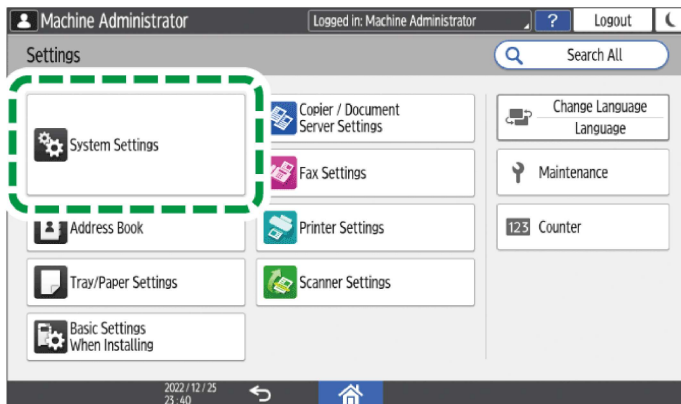 Machine Administrator
Logged in: Machine Administrator
?
Logout
Settings
Search All
System Settings
Copier / Document
Server Settings
Change Language
Language
Fax Settings
Maintenance
Address Book
Printer Settings
123
Counter
Tray/Paper Settings
Scanner Settings
Basic Settings
When Installing
2022/12/25
23:40